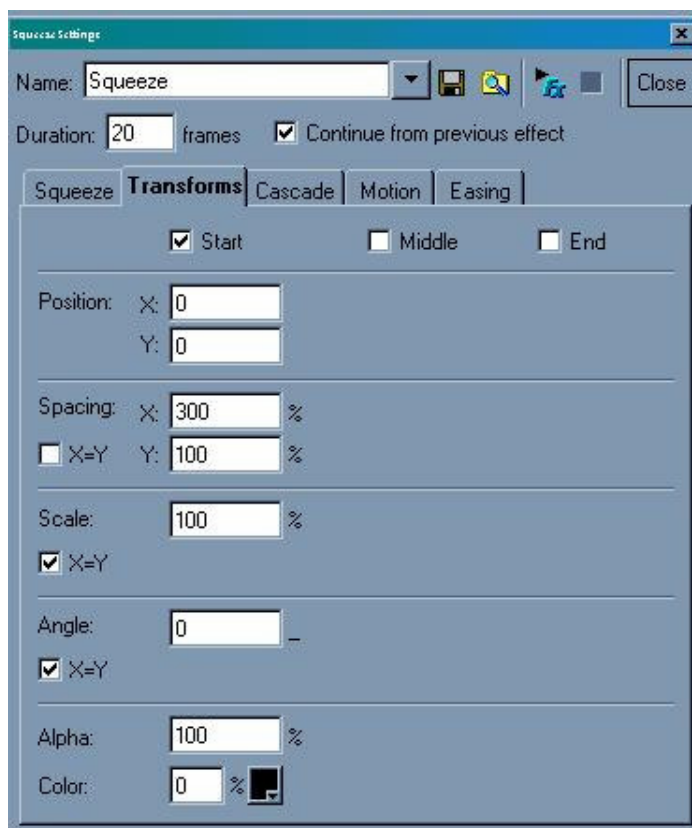 Squeeze Settings
Name: Squeeze Fx Close
Duration: 20 frames Continue from previous effect
Squeeze Transforms Cascade Motion Easing
Start Middle End
Position: X: 0
Y: 0
Spacing: X: 300 %
X=Y Y: 100 %
Scale: 100 %
X=Y
Angle: 0 _
X=Y
Alpha: 100 %
Color: 0 %